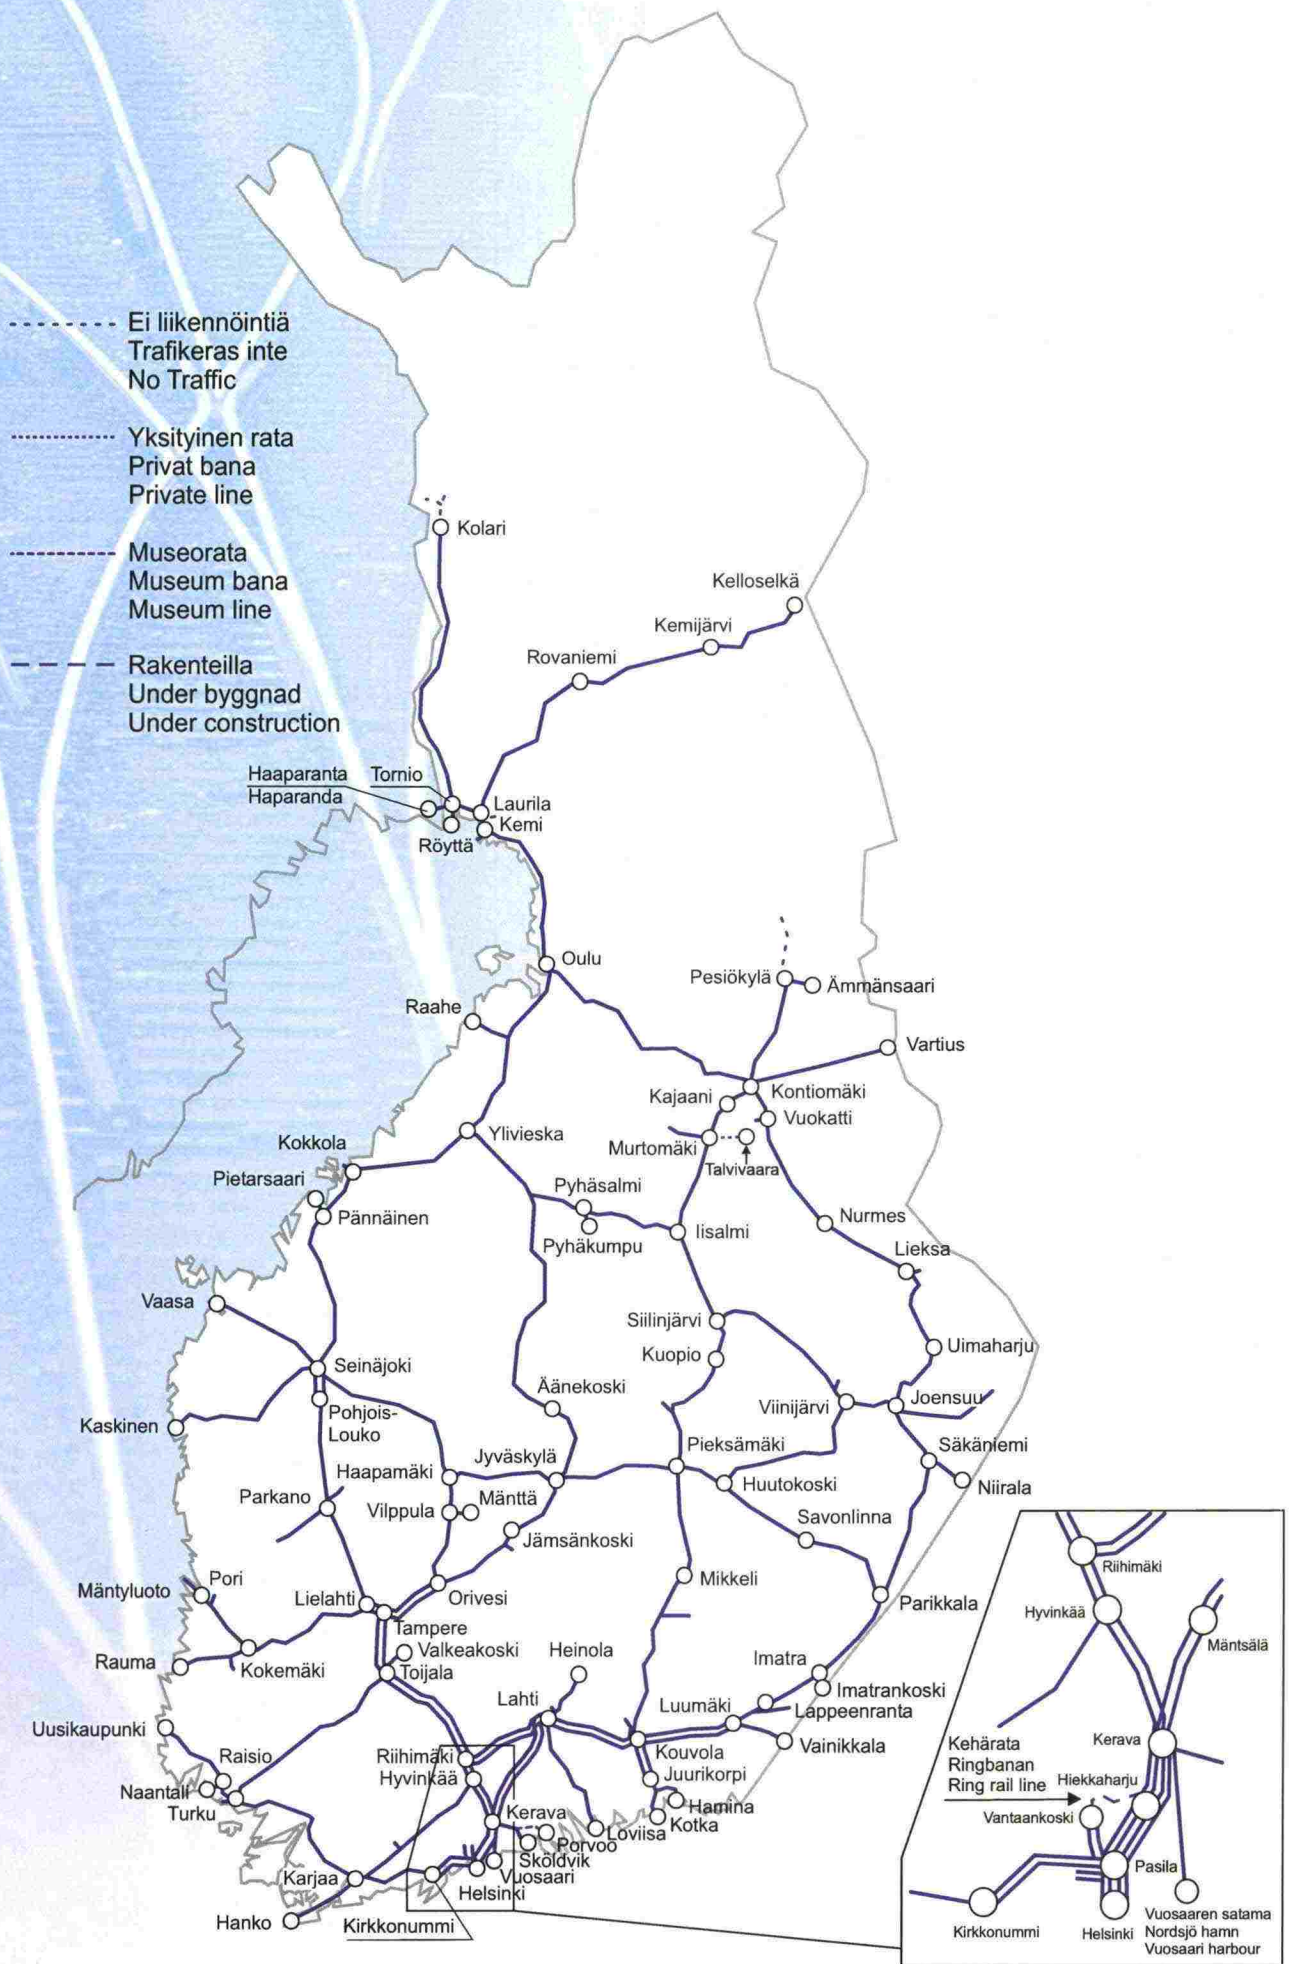 Ei liikennöintiä
Trafikeras inte
No Traffic
Yksityinen rata
Privat bana
Private line
Museorata
Museum bana
Museum line
Rakenteilla
Under byggnad
Under construction
Kolari
Kelloselkä
Kemijärvi
Rovaniemi
Haaparanta
Haparanda
Tornio
Laurila
Kemi
Röyttä
Oulu
Pesiökylä
Ämmänsaari
Raahe
Vartius
Kajaani
Kontiomäki
Vuokatti
Ylivieska
Murtomäki
Talvivaara
Kokkola
Pietarsaari
Pännäinen
Pyhäsalmi
Pyhäkumpu
Iisalmi
Nurmes
Lieksa
Vaasa
Siilinjärvi
Kuopio
Uimaharju
Seinäjoki
Äänekoski
Viinijärvi
Joensuu
Kaskinen
Pohjois-
Louko
Säkäniemi
Pieksämäki
Jyväskylä
Haapamäki
Huutokoski
Niirala
Parkano
Vilppula
Mänttä
Savonlinna
Jämsänkoski
Mäntyluoto
Pori
Lielahti
Orivesi
Mikkeli
Parikkala
Tampere
Valkeakoski
Toijala
Heinola
Rauma
Kokemäki
Imatra
Imatrankoski
Lahti
Luumäki
Lappeenranta
Uusikaupunki
Vainikkala
Kouvola
Raisio
Riihimäki
Hyvinkää
Juurikorpi
Naantali
Turku
Hamina
Kotka
Kerava
Loviisa
Porvoo
Sköldvik
Vuosaari
Helsinki
Karjaa
Hanko
Kirkkonummi
Riihimäki
Hyvinkää
Mäntsälä
Kerava
Kehärata
Ringbanan
Ring rail line
Hiekkaharju
Vantaankoski
Pasila
Kirkkonummi
Helsinki
Vuosaaren satama
Nordsjö hamn
Vuosaari harbour